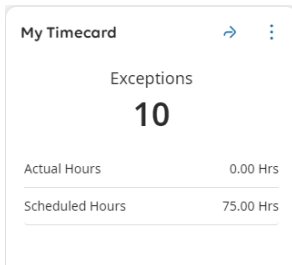 My Timecard
Exceptions
10
Actual Hours 0.00 Hrs
Scheduled Hours 75.00 Hrs